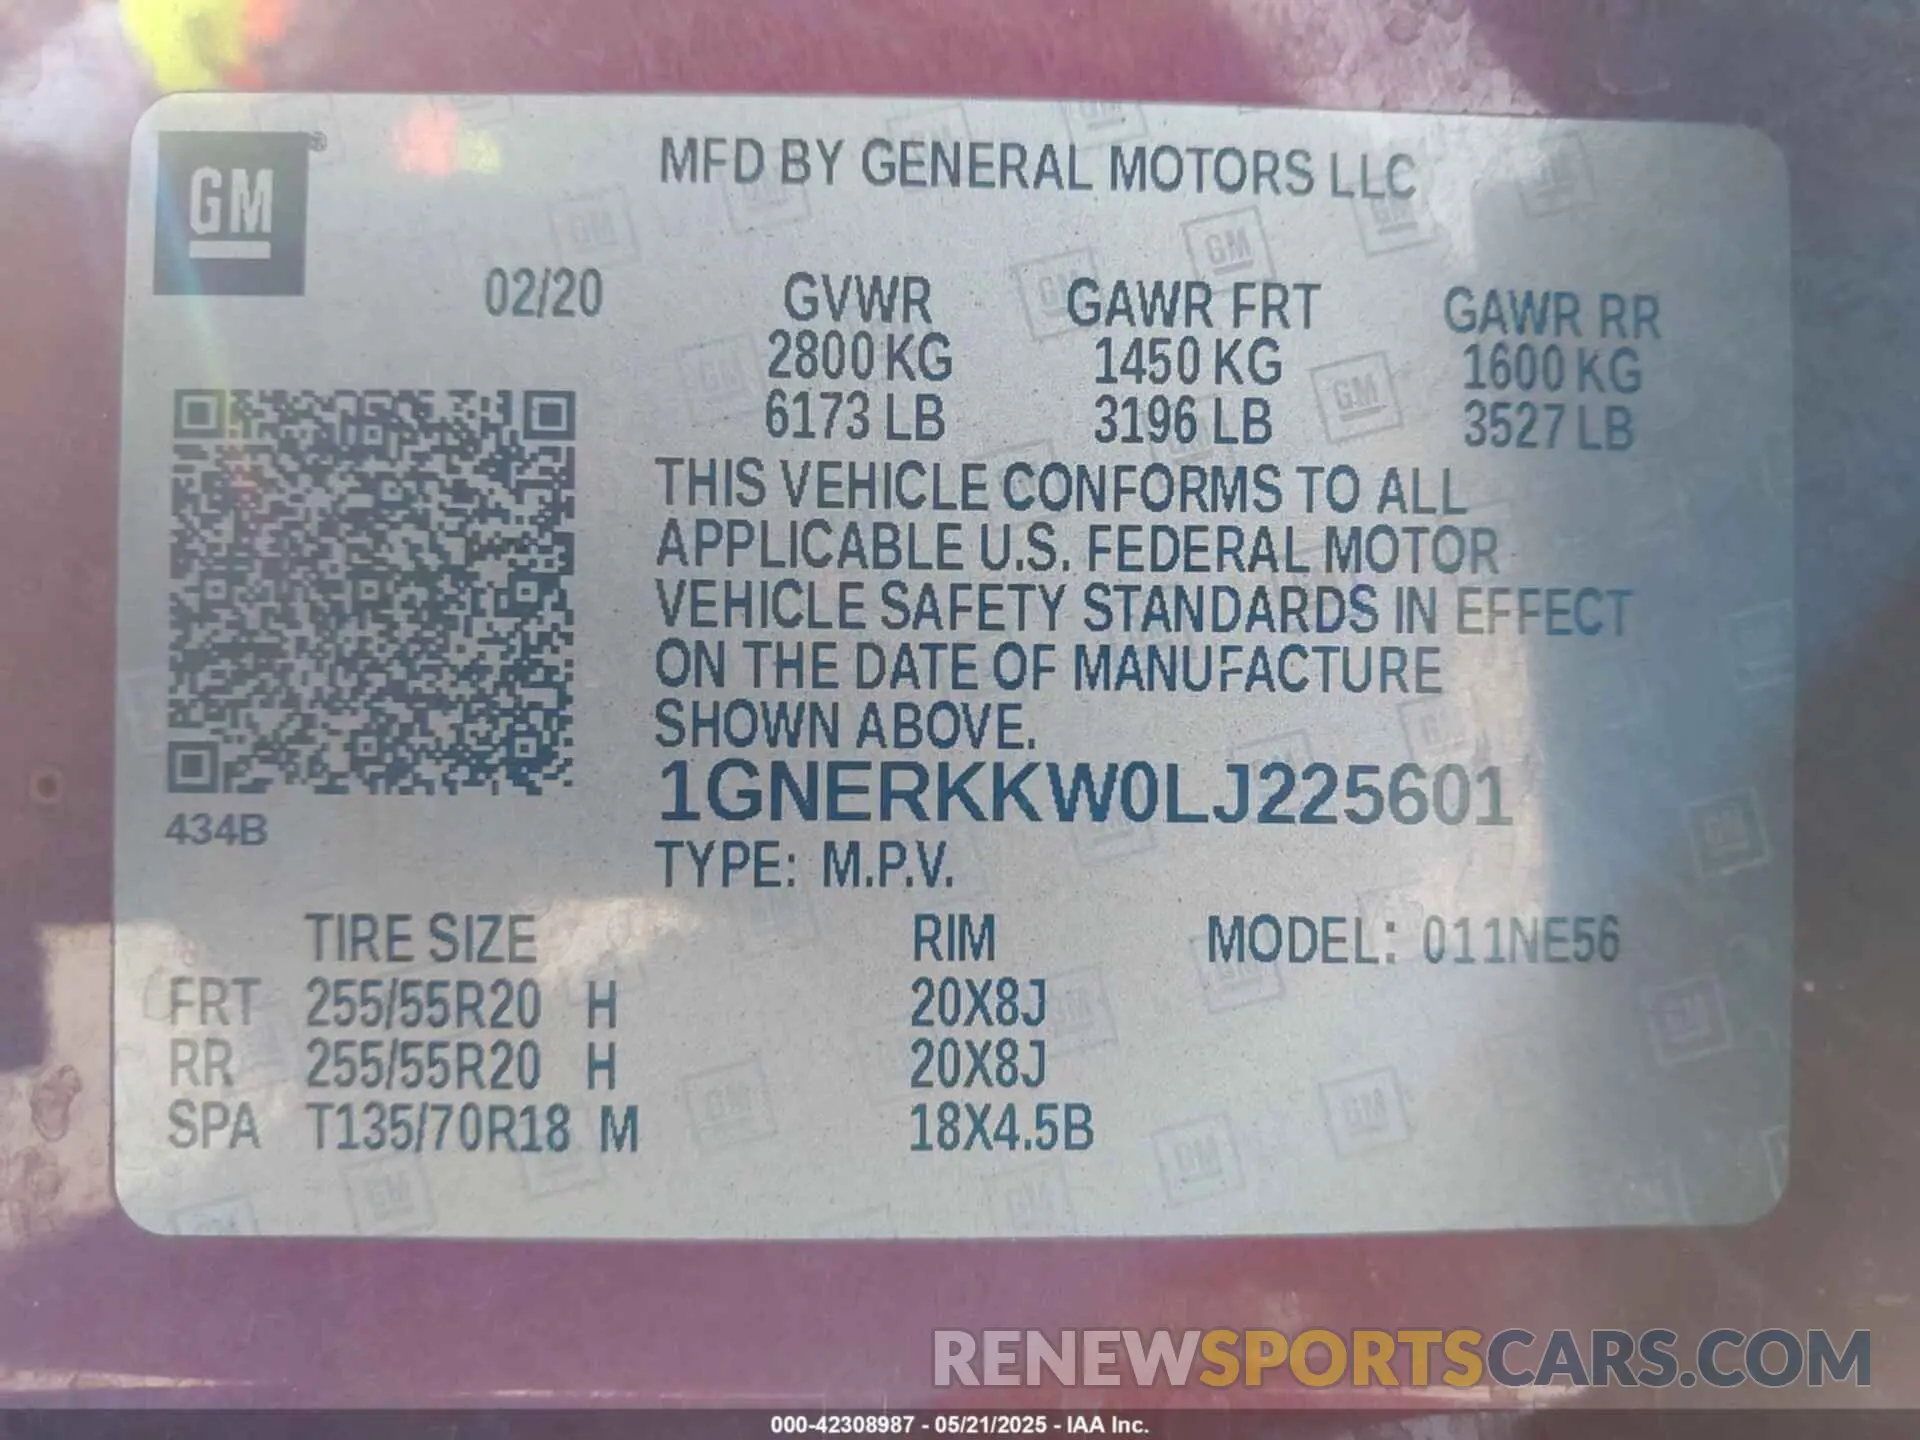 GM®
MFD BY GENERAL MOTORS LLC
02/20 GVWR GAWR FRT GAWR RR
2800 KG 1450 KG 1600 KG
6173 LB 3196 LB 3527 LB
THIS VEHICLE CONFORMS TO ALL
APPLICABLE U.S. FEDERAL MOTOR
VEHICLE SAFETY STANDARDS IN EFFECT
ON THE DATE OF MANUFACTURE
SHOWN ABOVE.
1GNERKKW0LJ225601
434B
TYPE: M.P.V.
TIRE SIZE RIM MODEL: 011NE56
FRT 255/55R20 H 20X8J
RR 255/55R20 H 20X8J
SPA T135/70R18 M 18X4.5B
RENEWSPORTSCARS.COM
000-42308987 - 05/21/2025 - IAA Inc.